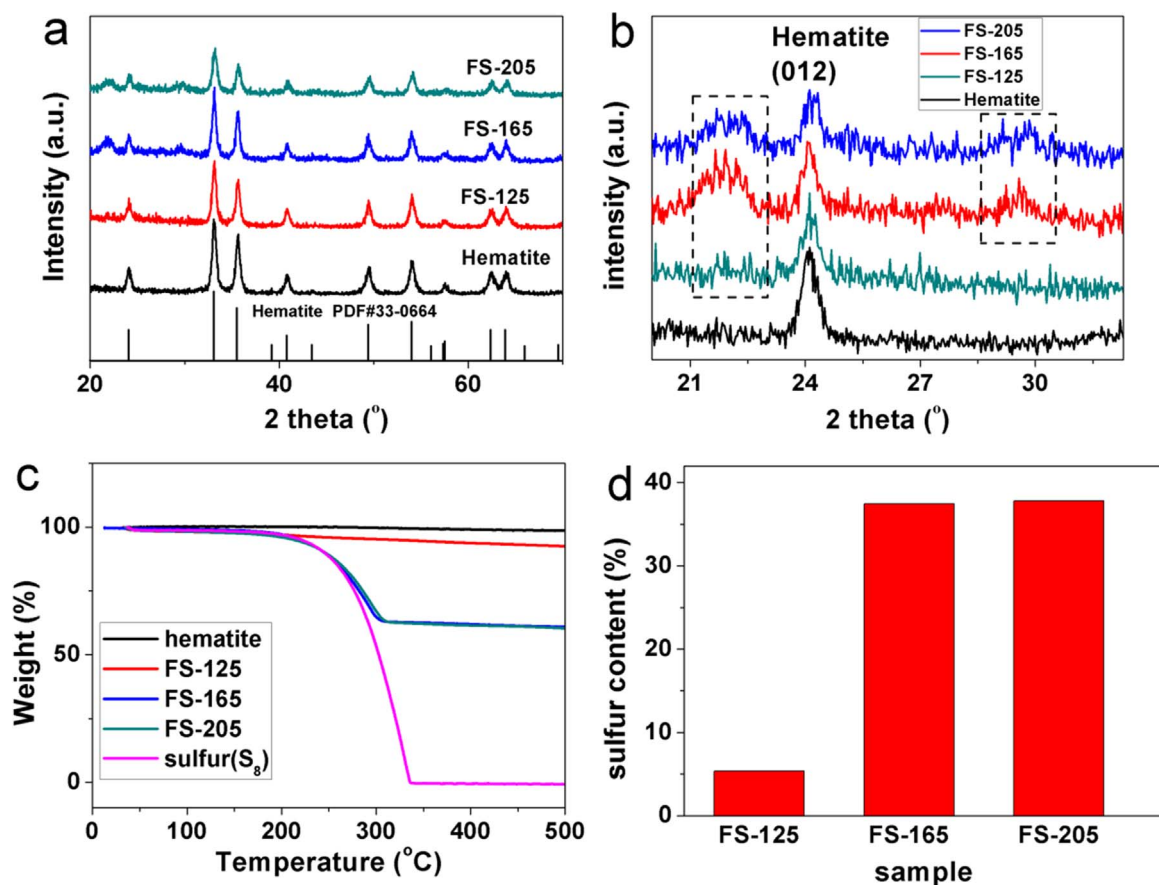 a
Intensity (a.u.)
FS-205
FS-165
FS-125
Hematite
Hematite PDF#33-0664
20 40 60
2 theta (°)
b
intensity (a.u.)
Hematite
(012)
FS-205
FS-165
FS-125
Hematite
21 24 27 30
2 theta (°)
c
Weight (%)
100
50
0
hematite
FS-125
FS-165
FS-205
sulfur(S₈)
0 100 200 300 400 500
Temperature (°C)
d
sulfur content (%)
40
30
20
10
0
FS-125 FS-165 FS-205
sample